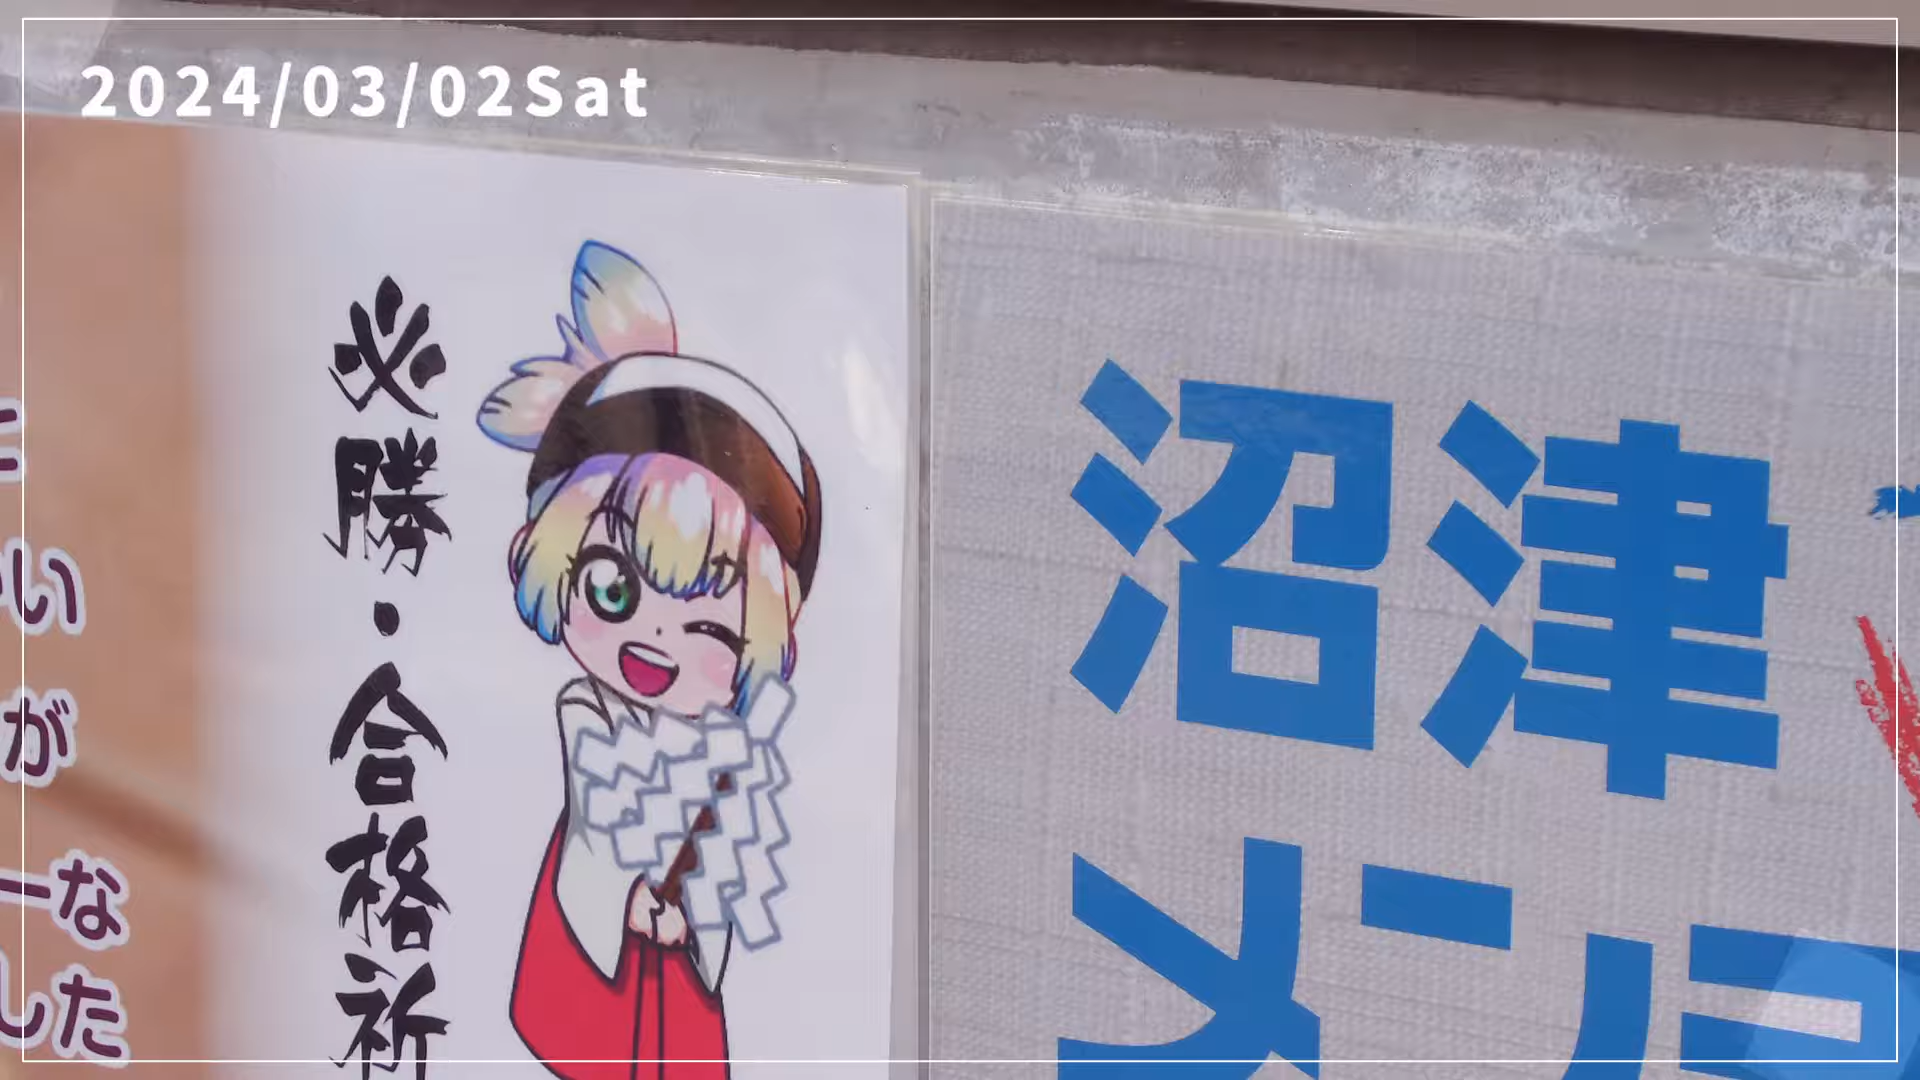 2024/03/02Sat
必勝・合格祈
沼津
い
が
ーな
した